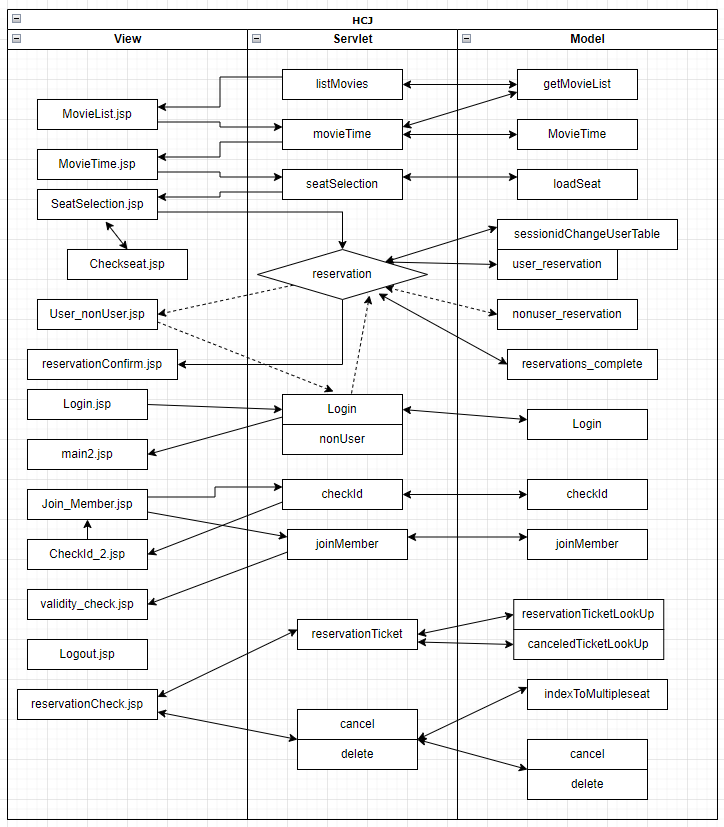 HCJ
View
Servlet
Model
listMovies
getMovieList
MovieList.jsp
movieTime
MovieTime
MovieTime.jsp
seatSelection
loadSeat
SeatSelection.jsp
sessionidChangeUserTable
Checkseat.jsp
reservation
user_reservation
User_nonUser.jsp
nonuser_reservation
reservationConfirm.jsp
reservations_complete
Login.jsp
Login
Login
nonUser
main2.jsp
checkId
checkId
Join_Member.jsp
joinMember
joinMember
CheckId_2.jsp
validity_check.jsp
reservationTicketLookUp
reservationTicket
canceledTicketLookUp
Logout.jsp
indexToMultipleseat
reservationCheck.jsp
cancel
delete
cancel
delete